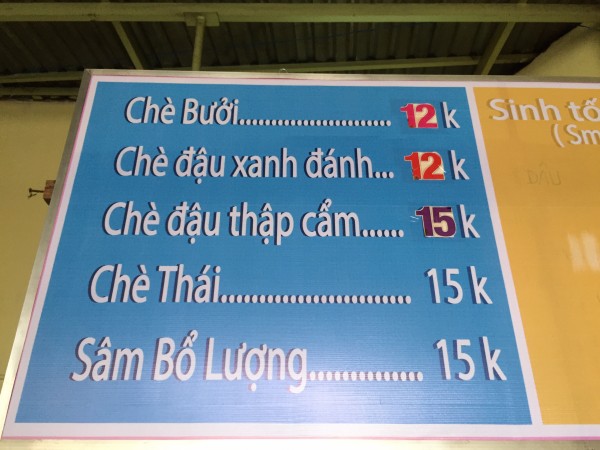 Chè Bưởi........................ 12 k
Chè đậu xanh đánh... 12 k
Chè đậu thập cẩm...... 15 k
Chè Thái........................ 15 k
Sâm Bổ Lượng.............. 15 k
Sinh tố
(Sm